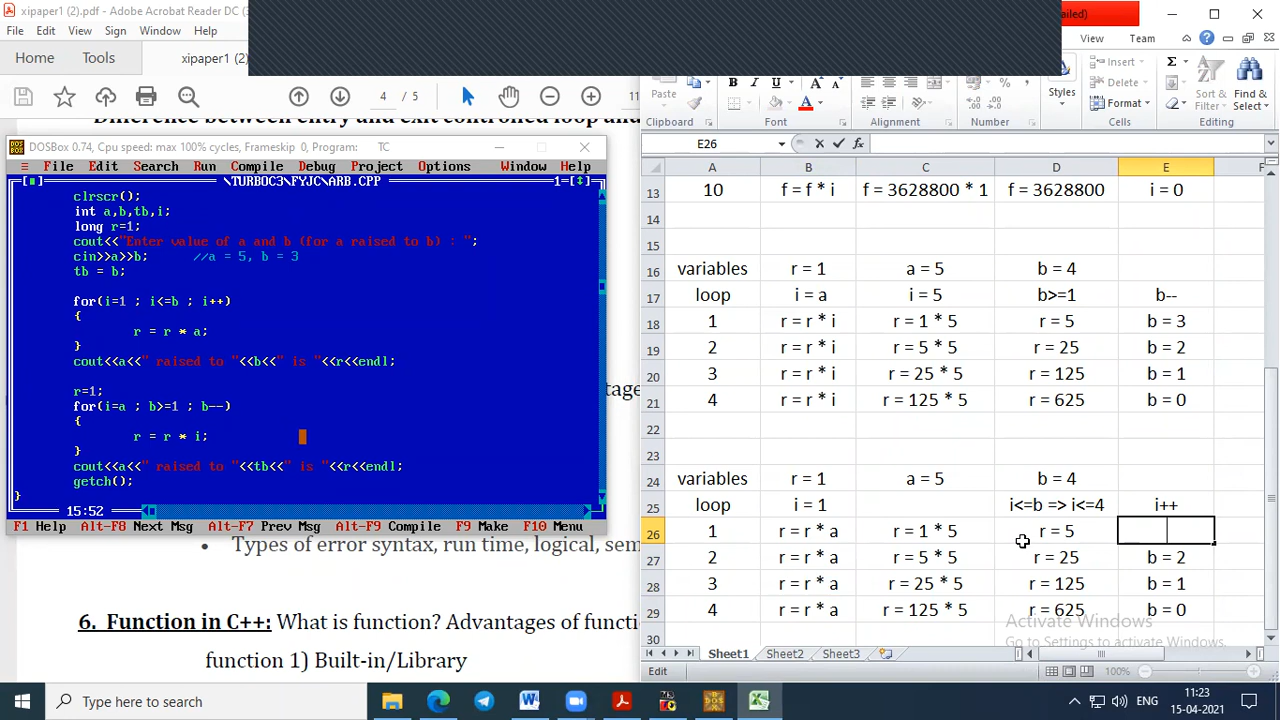 xipaper1 (2).pdf - Adobe Acrobat Reader DC (3
File Edit View Sign Window Help
Home Tools xipaper1 (2)
4 / 5
DOSBox 0.74, Cpu speed: max 100% cycles, Frameskip 0, Program: TC
File Edit Search Run Compile Debug Project Options Window Help
\TURBOC3\FYJC\ARB.CPP 1
clrscr();
int a,b,tb,i;
long r=1;
cout<<"Enter value of a and b (for a raised to b) : ";
cin>>a>>b; //a = 5, b = 3
tb = b;
for(i=1 ; i<=b ; i++)
{
r = r * a;
}
cout<<a<<" raised to "<<b<<" is "<<r<<endl;
r=1;
for(i=a ; b>=1 ; b--)
{
r = r * i;
}
cout<<a<<" raised to "<<tb<<" is "<<r<<endl;
getch();
}
15:52
F1 Help Alt-F8 Next Msg Alt-F7 Prev Msg Alt-F9 Compile F9 Make F10 Menu
• Types of error syntax, run time, logical, sem
6. Function in C++: What is function? Advantages of func
function 1) Built-in/Library
ailed)
View Team
Paste
Clipboard
B I U A A
Font
Number
Styles
Insert
Delete
Format
Cells
Sort & Find &
Filter Select
Editing
E26 fx
A B C D E F
13 10 f = f * i f = 3628800 * 1 f = 3628800 i = 0
14
15
16 variables r = 1 a = 5 b = 4
17 loop i = a i = 5 b>=1 b--
18 1 r = r * i r = 1 * 5 r = 5 b = 3
19 2 r = r * i r = 5 * 5 r = 25 b = 2
20 3 r = r * i r = 25 * 5 r = 125 b = 1
21 4 r = r * i r = 125 * 5 r = 625 b = 0
22
23
24 variables r = 1 a = 5 b = 4
25 loop i = 1 i<=b => i<=4 i++
26 1 r = r * a r = 1 * 5 r = 5
27 2 r = r * a r = 5 * 5 r = 25 b = 2
28 3 r = r * a r = 25 * 5 r = 125 b = 1
29 4 r = r * a r = 125 * 5 r = 625 b = 0
30
Activate Windows
Go to Settings to activate Windows.
Sheet1 Sheet2 Sheet3
Edit 100%
Type here to search
ENG
11:23
15-04-2021